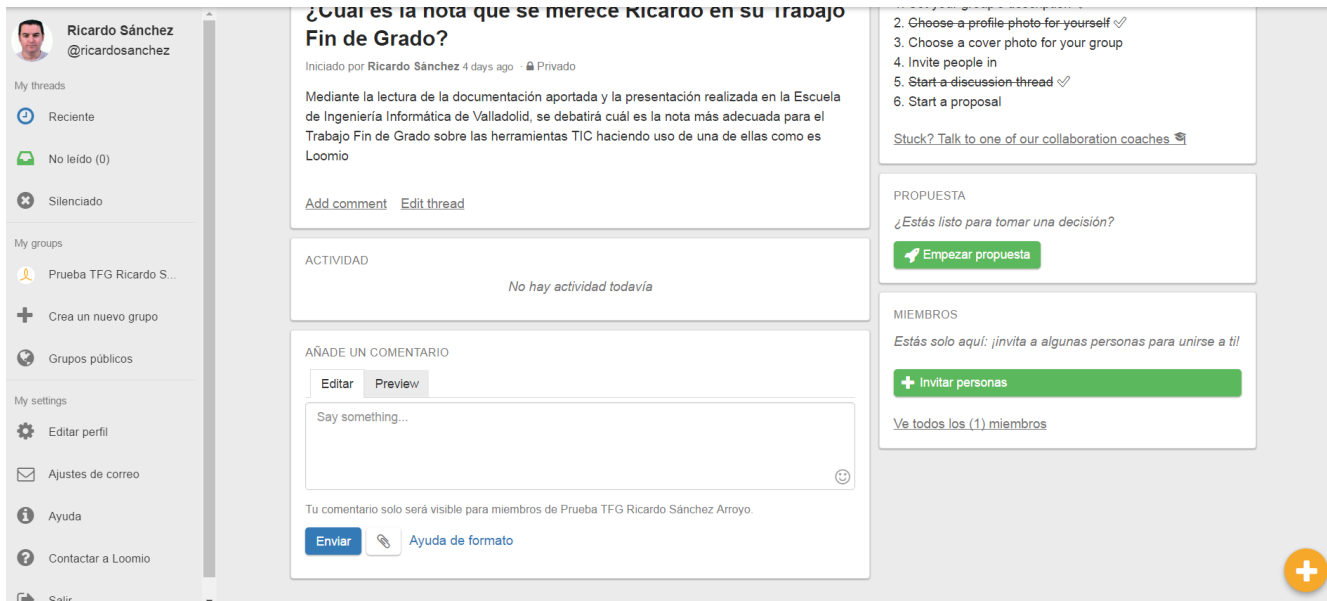 Ricardo Sánchez
@ricardosanchez
My threads
Reciente
No leído (0)
Silenciado
My groups
Prueba TFG Ricardo S...
Crea un nuevo grupo
Grupos públicos
My settings
Editar perfil
Ajustes de correo
Ayuda
Contactar a Loomio
Salir
¿Cuál es la nota que se merece Ricardo en su Trabajo
Fin de Grado?
Iniciado por Ricardo Sánchez 4 days ago · Privado
Mediante la lectura de la documentación aportada y la presentación realizada en la Escuela
de Ingeniería Informática de Valladolid, se debatirá cuál es la nota más adecuada para el
Trabajo Fin de Grado sobre las herramientas TIC haciendo uso de una de ellas como es
Loomio
Add comment Edit thread
ACTIVIDAD
No hay actividad todavía
AÑADE UN COMENTARIO
Editar Preview
Say something...
Tu comentario solo será visible para miembros de Prueba TFG Ricardo Sánchez Arroyo.
Enviar Ayuda de formato
2. Choose a profile photo for yourself
3. Choose a cover photo for your group
4. Invite people in
5. Start a discussion thread
6. Start a proposal
Stuck? Talk to one of our collaboration coaches
PROPUESTA
¿Estás listo para tomar una decisión?
Empezar propuesta
MIEMBROS
Estás solo aquí: ¡invita a algunas personas para unirse a ti!
Invitar personas
Ve todos los (1) miembros